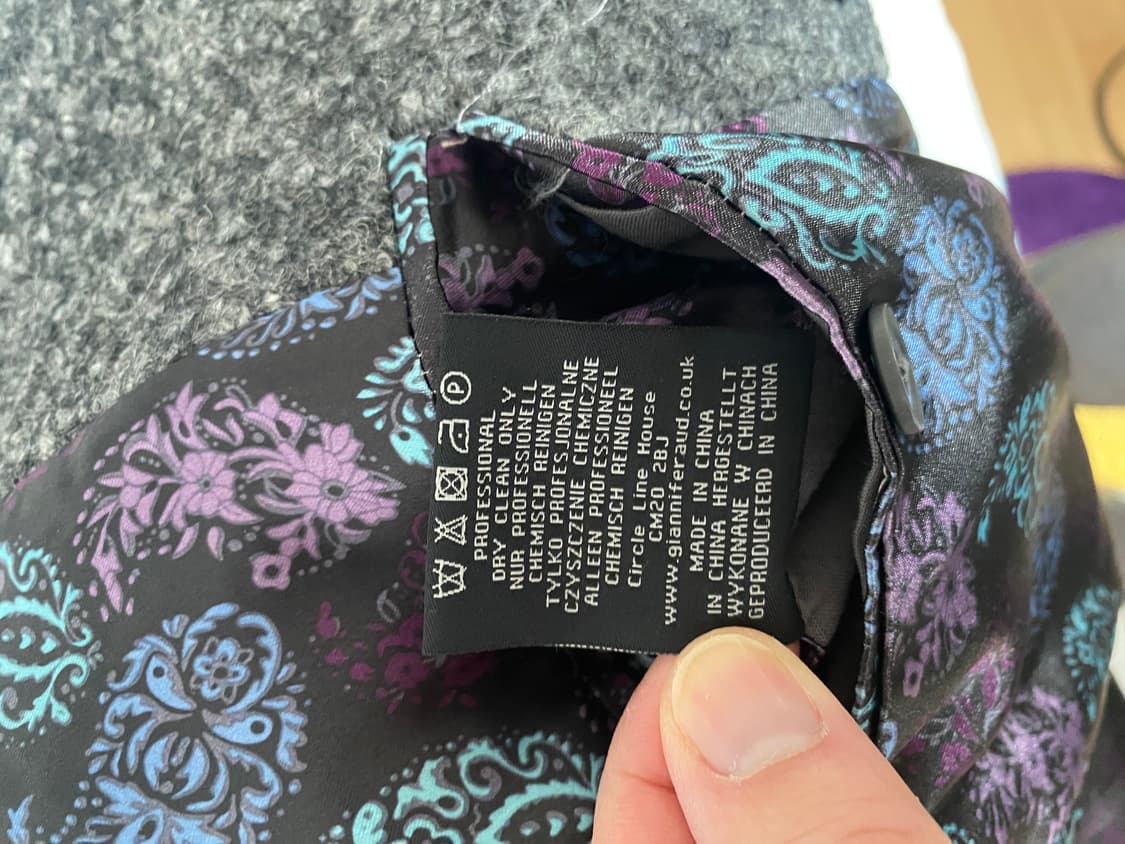 PROFESSIONAL
DRY CLEAN ONLY
NUR PROFESSIONELL
CHEMISCH REINIGEN
TYLKO PROFESJONALNE
CZYSZCZENIE CHEMICZNE
ALLEEN PROFESSIONEEL
CHEMISCH REINIGEN
Circle Line House
CM20 2BJ
www.gianniferaud.co.uk
MADE IN CHINA
IN CHINA HERGESTELLT
WYKONANE W CHINACH
GEPRODUCEERD IN CHINA